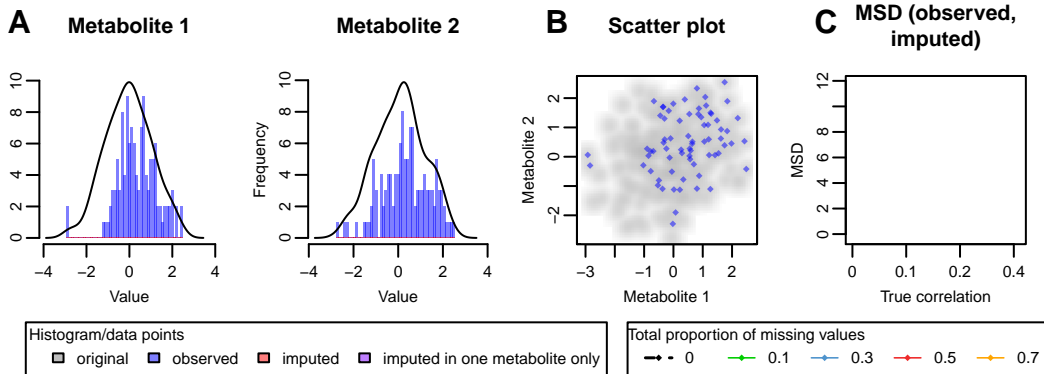 A
Metabolite 1
Metabolite 2
B
Scatter plot
C
MSD (observed,
imputed)
0 2 4 6 8 10
−4 −2 0 2 4
Value
Frequency
0 2 4 6 8 10
−4 −2 0 2 4
Value
Metabolite 2
−2 0 1 2
−3 −1 0 1 2
Metabolite 1
MSD
0 2 4 6 8 10 12
0 0.1 0.2 0.4
True correlation
Histogram/data points
original observed imputed imputed in one metabolite only
Total proportion of missing values
0 0.1 0.3 0.5 0.7